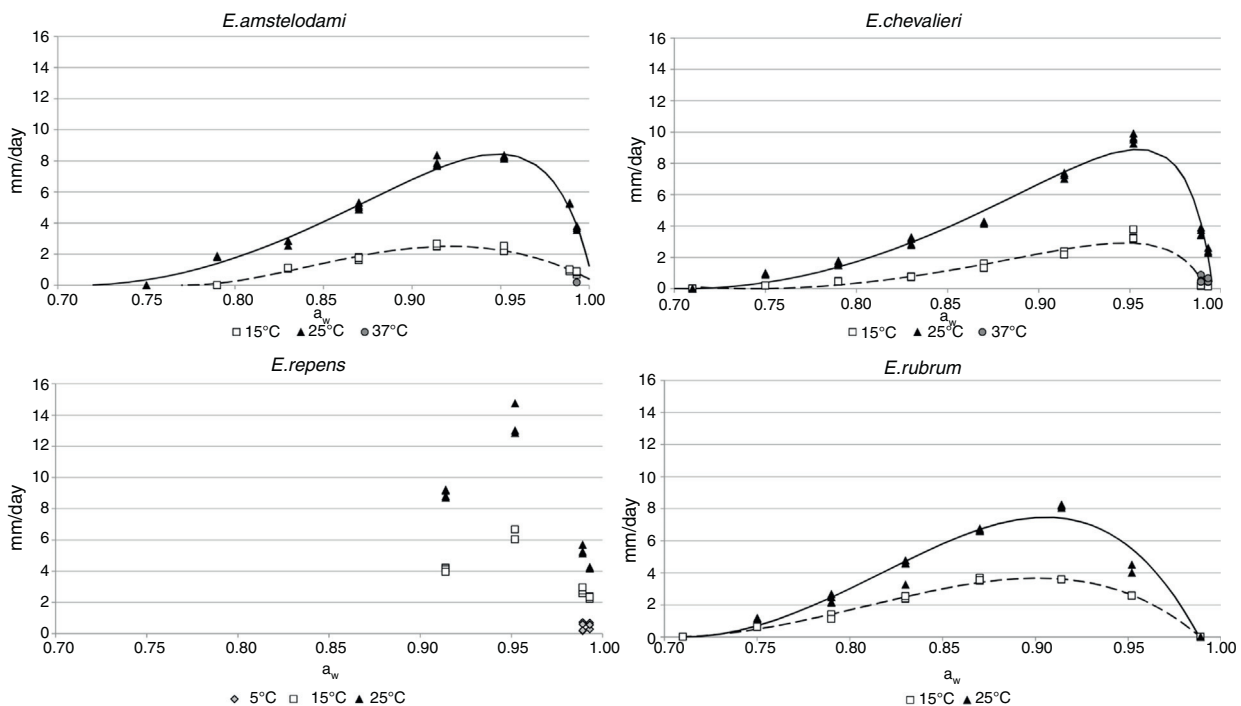 E.amstelodami
16
14
12
10
8
6
4
2
0
mm/day
0.70
0.75
0.80
0.85
0.90
0.95
1.00
a_w
15°C
25°C
37°C
E.chevalieri
16
14
12
10
8
6
4
2
0
mm/day
0.70
0.75
0.80
0.85
0.90
0.95
1.00
a_w
15°C
25°C
37°C
E.repens
16
14
12
10
8
6
4
2
0
mm/day
0.70
0.75
0.80
0.85
0.90
0.95
1.00
a_w
5°C
15°C
25°C
E.rubrum
16
14
12
10
8
6
4
2
0
mm/day
0.70
0.75
0.80
0.85
0.90
0.95
1.00
a_w
15°C
25°C